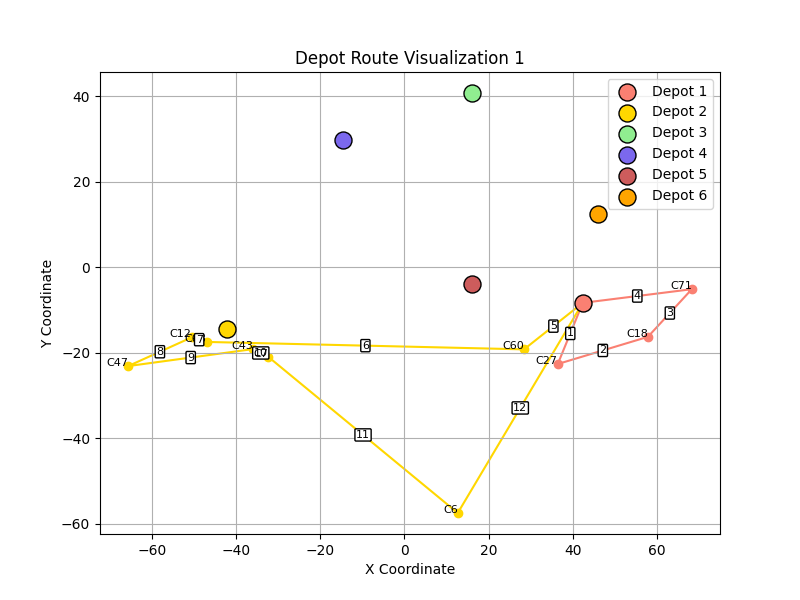 Depot Route Visualization 1
Depot 1
Depot 2
Depot 3
Depot 4
Depot 5
Depot 6
40
20
0
−20
−40
−60
Y Coordinate
C71
4
3
5
1
C18
2
C27
C60
6
C12
7
C43
8
9
10
C47
12
11
C6
−60
−40
−20
0
20
40
60
X Coordinate